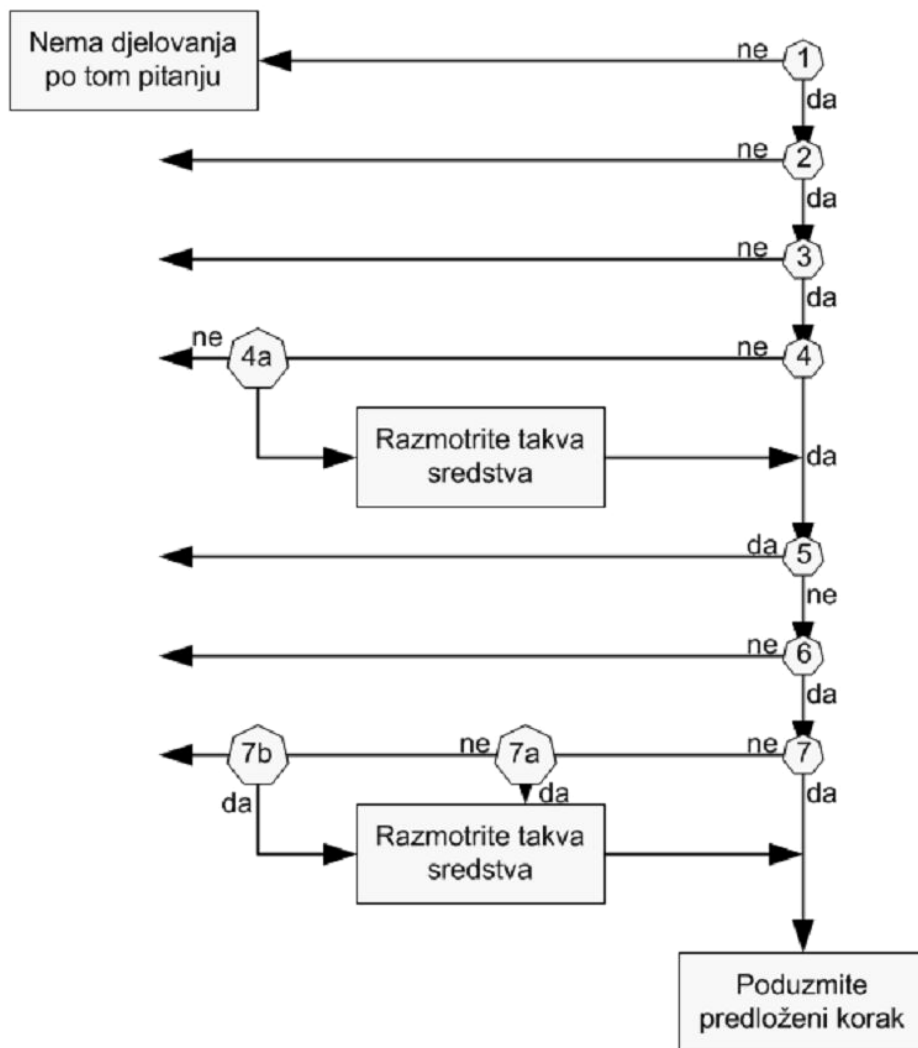 Nema djelovanja
po tom pitanju
ne
1
da
ne
2
da
ne
3
da
ne
4a
ne
4
Razmotrite takva
sredstva
da
da
5
ne
ne
6
da
7b
ne
7a
ne
7
da
da
da
Razmotrite takva
sredstva
Poduzmite
predloženi korak